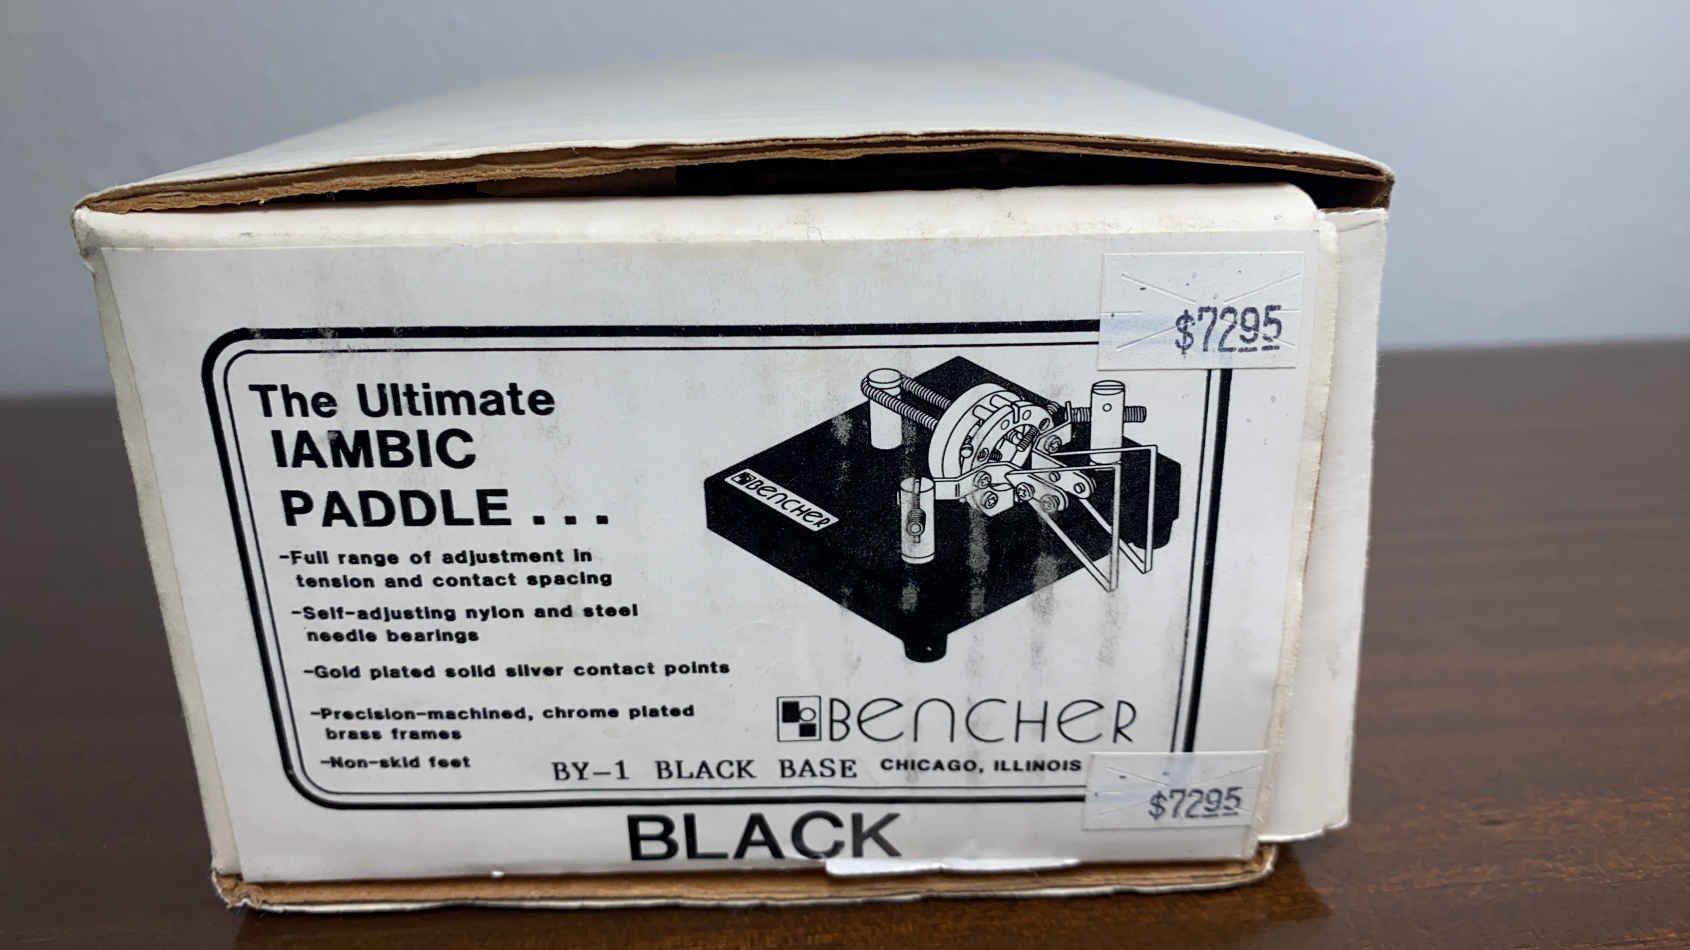 $72.95
The Ultimate
IAMBIC
PADDLE...
-Full range of adjustment in
tension and contact spacing
-Self-adjusting nylon and steel
needle bearings
-Gold plated solid silver contact points
-Precision-machined, chrome plated
brass frames
-Non-skid feet
BENCHER
BENCHER
BY-1 BLACK BASE CHICAGO, ILLINOIS
$72.95
BLACK